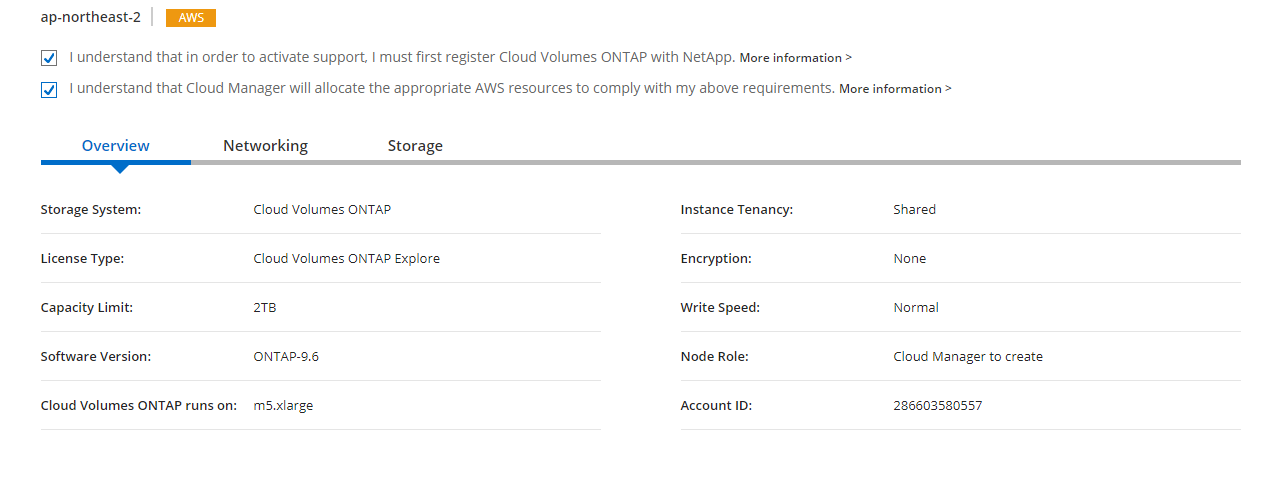 ap-northeast-2 AWS
I understand that in order to activate support, I must first register Cloud Volumes ONTAP with NetApp. More information >
I understand that Cloud Manager will allocate the appropriate AWS resources to comply with my above requirements. More information >
Overview Networking Storage
Storage System: Cloud Volumes ONTAP Instance Tenancy: Shared
License Type: Cloud Volumes ONTAP Explore Encryption: None
Capacity Limit: 2TB Write Speed: Normal
Software Version: ONTAP-9.6 Node Role: Cloud Manager to create
Cloud Volumes ONTAP runs on: m5.xlarge Account ID: 286603580557